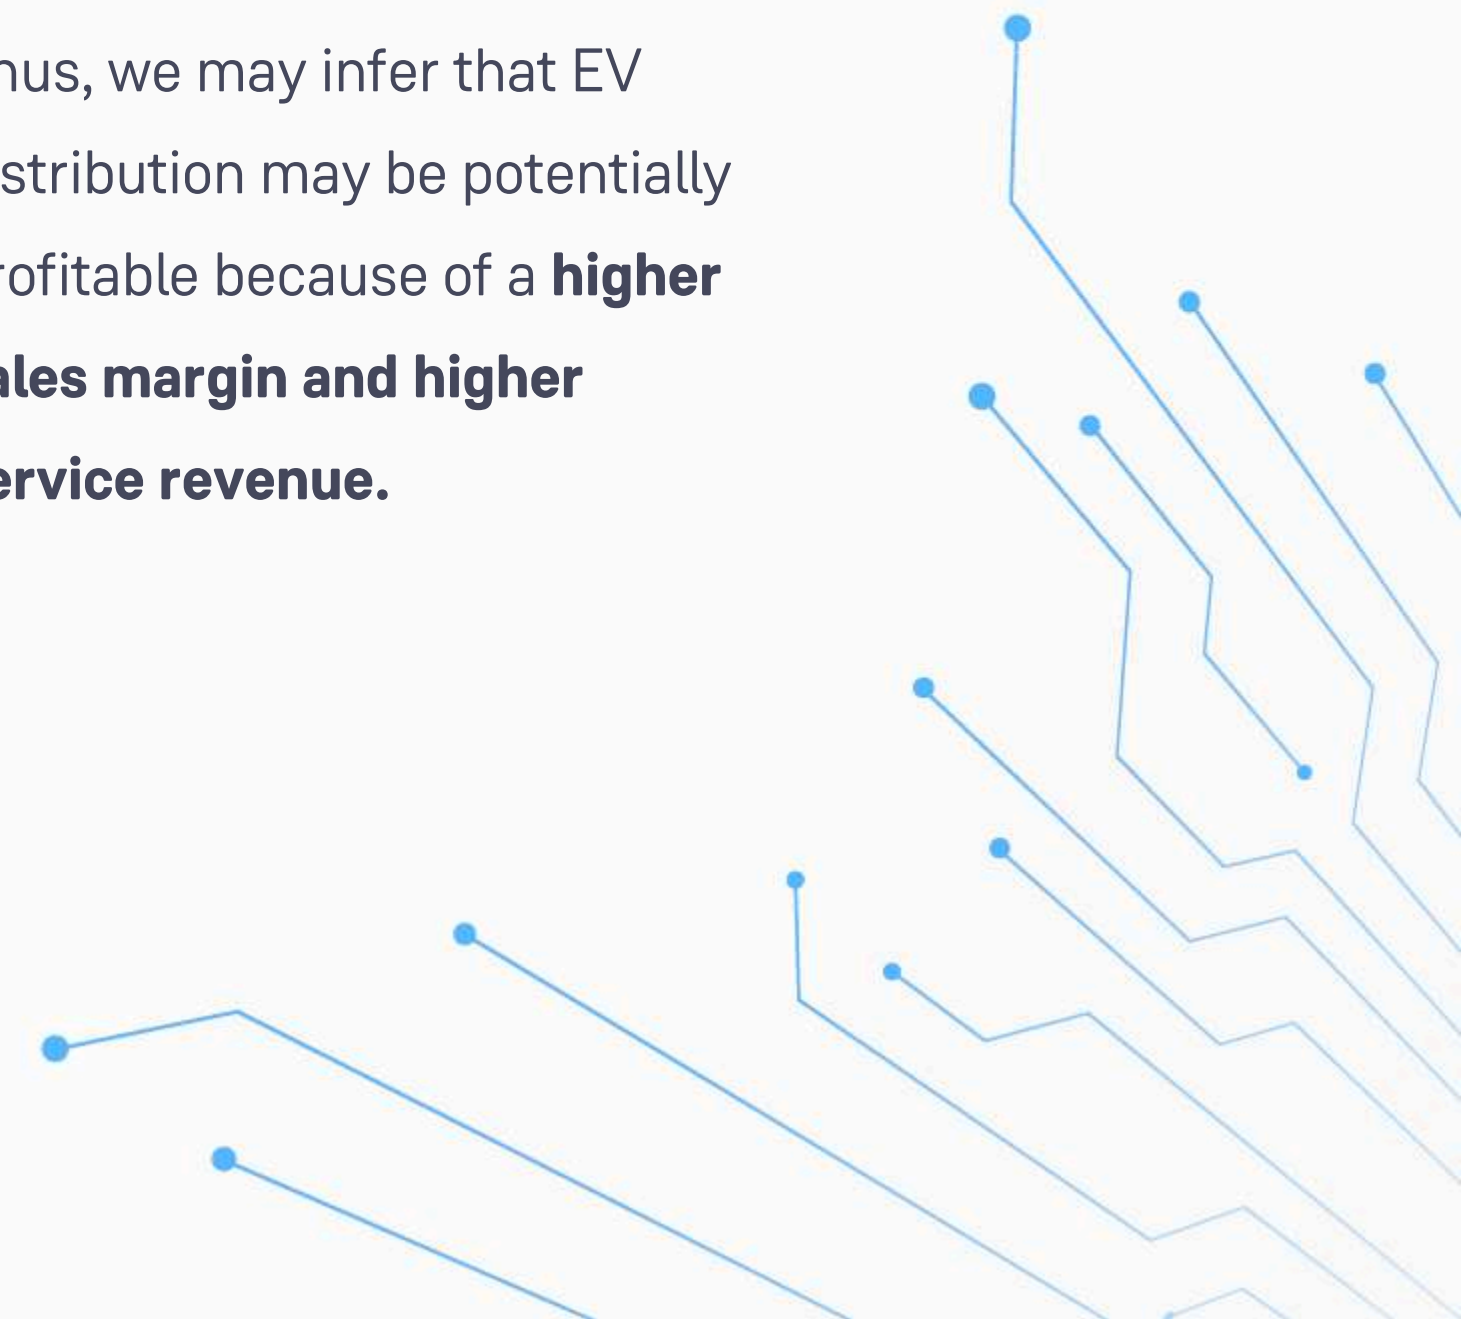 hus, we may infer that EV
stribution may be potentially
rofitable because of a higher
ales margin and higher
ervice revenue.